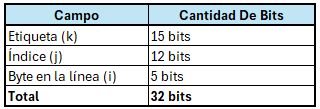 Campo Cantidad De Bits
Etiqueta (k) 15 bits
Índice (j) 12 bits
Byte en la línea (i) 5 bits
Total 32 bits